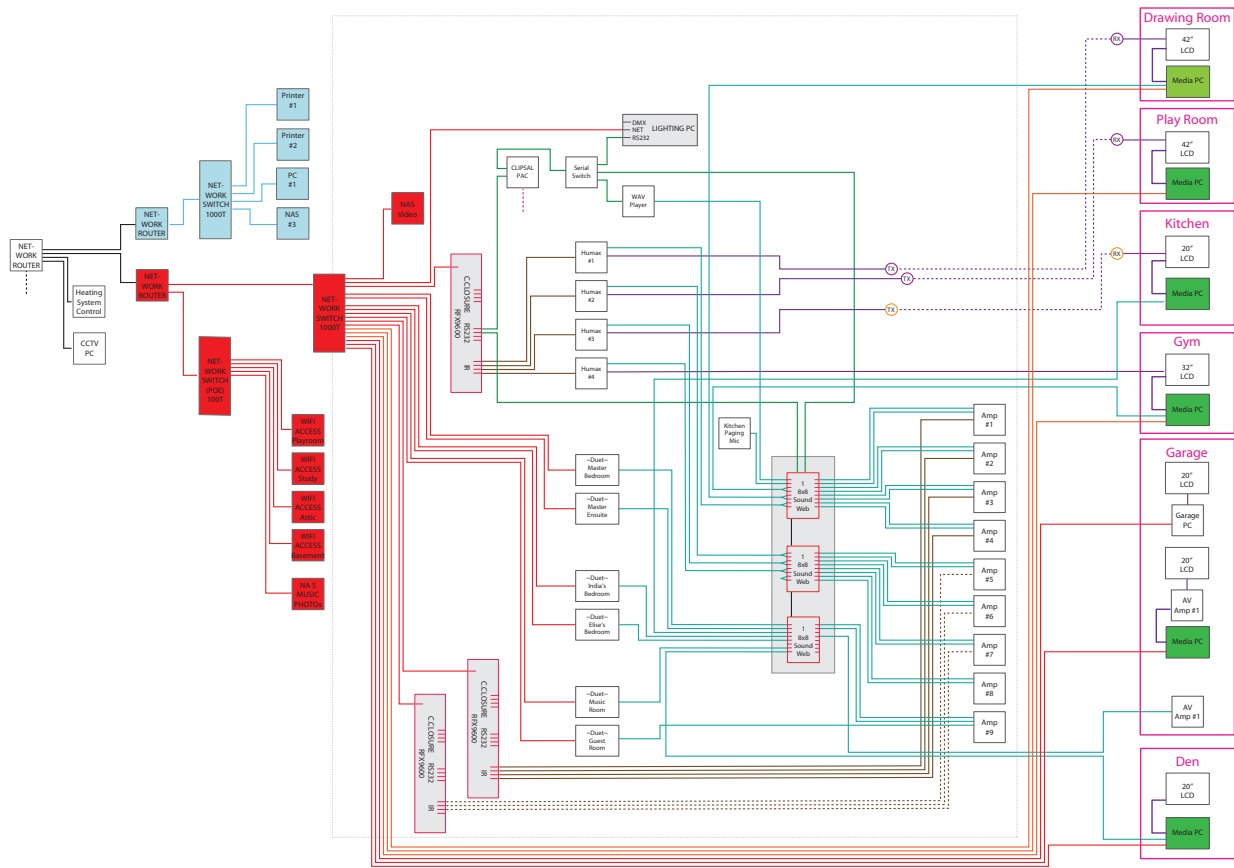 Drawing Room
42"
LCD
RX
Media PC
Play Room
42"
LCD
RX
Media PC
Kitchen
20"
LCD
RX
Media PC
Gym
32"
LCD
Media PC
Garage
20"
LCD
Garage
PC
20"
LCD
AV
Amp #1
Media PC
AV
Amp #1
Den
20"
LCD
Media PC
Printer
#1
Printer
#2
PC
#1
NAS
#3
NET-
WORK
SWITCH
1000T
NET-
WORK
ROUTER
NET-
WORK
ROUTER
NET-
WORK
ROUTER
Heating
System
Control
CCTV
PC
NET-
WORK
SWITCH
(POE)
100T
WIFI
ACCESS
Playroom
WIFI
ACCESS
Study
WIFI
ACCESS
Attic
WIFI
ACCESS
Basement
NA S
MUSIC
PHOTOs
NET-
WORK
SWITCH
1000T
NAS
Video
DMX
NET
RS232
LIGHTING PC
CLIPSAL
PAC
Serial
Switch
WAV
Player
C.CLOSURE
RS232
RFX9600
IR
Humax
#1
Humax
#2
Humax
#3
Humax
#4
TX
TX
TX
Kitchen
Paging
Mic
~Duet~
Master
Bedroom
~Duet~
Master
Ensuite
~Duet~
India's
Bedroom
~Duet~
Elise's
Bedroom
~Duet~
Music
Room
~Duet~
Guest
Room
1
8x8
Sound
Web
1
8x8
Sound
Web
1
8x8
Sound
Web
Amp
#1
Amp
#2
Amp
#3
Amp
#4
Amp
#5
Amp
#6
Amp
#7
Amp
#8
Amp
#9
C.CLOSURE
RS232
RFX9600
IR
C.CLOSURE
RS232
RFX9600
IR